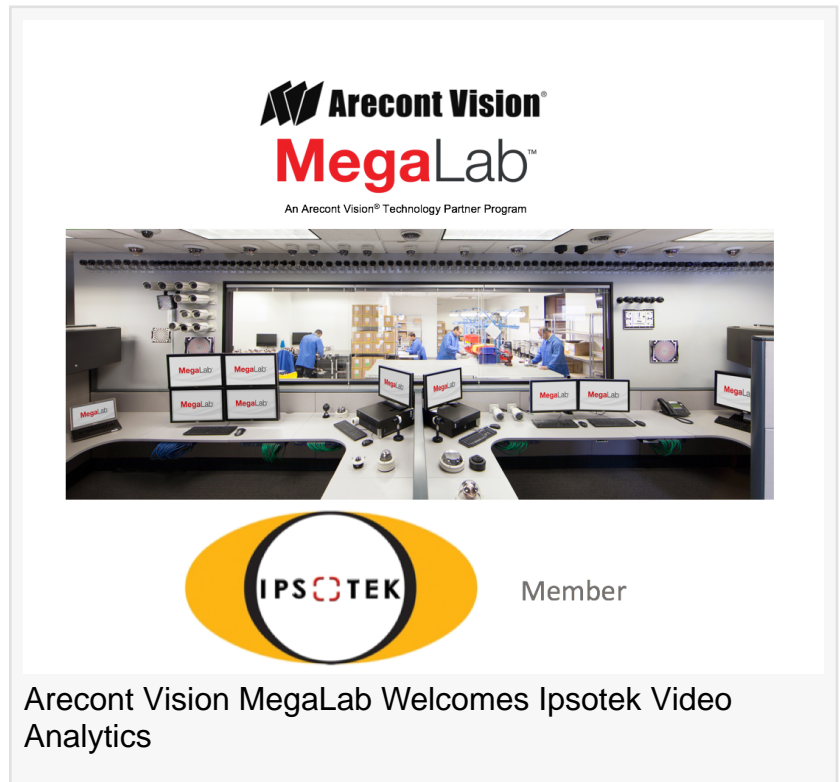 Arecont Vision®
MegaLab™
An Arecont Vision® Technology Partner Program
MegaLab
MegaLab
MegaLab
MegaLab
MegaLab
MegaLab
MegaLab
MegaLab
MegaLab
MegaLa
IPSOTEK
Member
Arecont Vision MegaLab Welcomes Ipsotek Video
Analytics